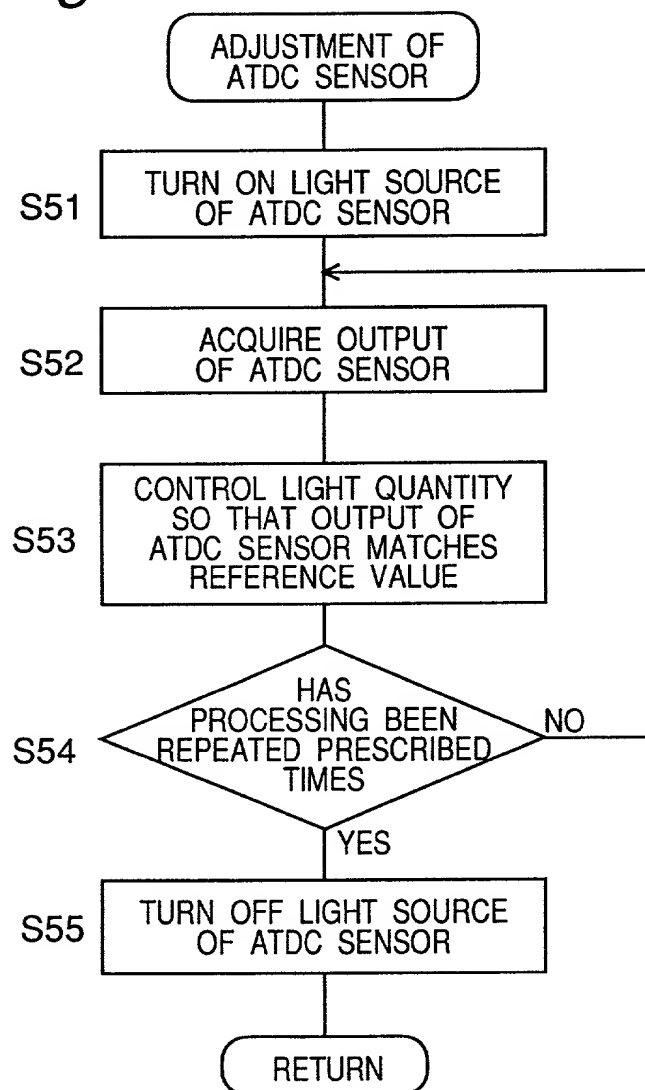 ADJUSTMENT OF
ATDC SENSOR
S51
TURN ON LIGHT SOURCE
OF ATDC SENSOR
S52
ACQUIRE OUTPUT
OF ATDC SENSOR
S53
CONTROL LIGHT QUANTITY
SO THAT OUTPUT OF
ATDC SENSOR MATCHES
REFERENCE VALUE
S54
HAS
PROCESSING BEEN
REPEATED PRESCRIBED
TIMES
NO
YES
S55
TURN OFF LIGHT SOURCE
OF ATDC SENSOR
RETURN